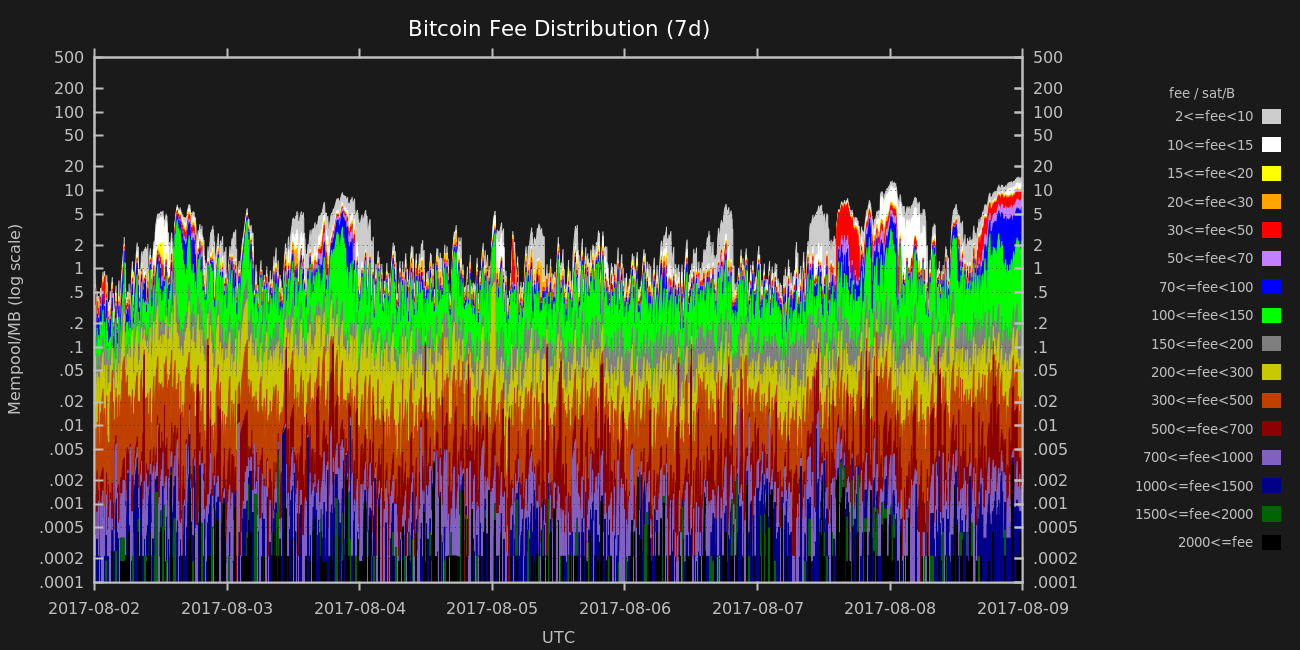 Bitcoin Fee Distribution (7d)
Mempool/MB (log scale)
500
200
100
50
20
10
5
2
1
.5
.2
.1
.05
.02
.01
.005
.002
.001
.0005
.0002
.0001
500
200
100
50
20
10
5
2
1
.5
.2
.1
.05
.02
.01
.005
.002
.001
.0005
.0002
.0001
2017-08-02 2017-08-03 2017-08-04 2017-08-05 2017-08-06 2017-08-07 2017-08-08 2017-08-09
UTC
fee / sat/B
2<=fee<10
10<=fee<15
15<=fee<20
20<=fee<30
30<=fee<50
50<=fee<70
70<=fee<100
100<=fee<150
150<=fee<200
200<=fee<300
300<=fee<500
500<=fee<700
700<=fee<1000
1000<=fee<1500
1500<=fee<2000
2000<=fee